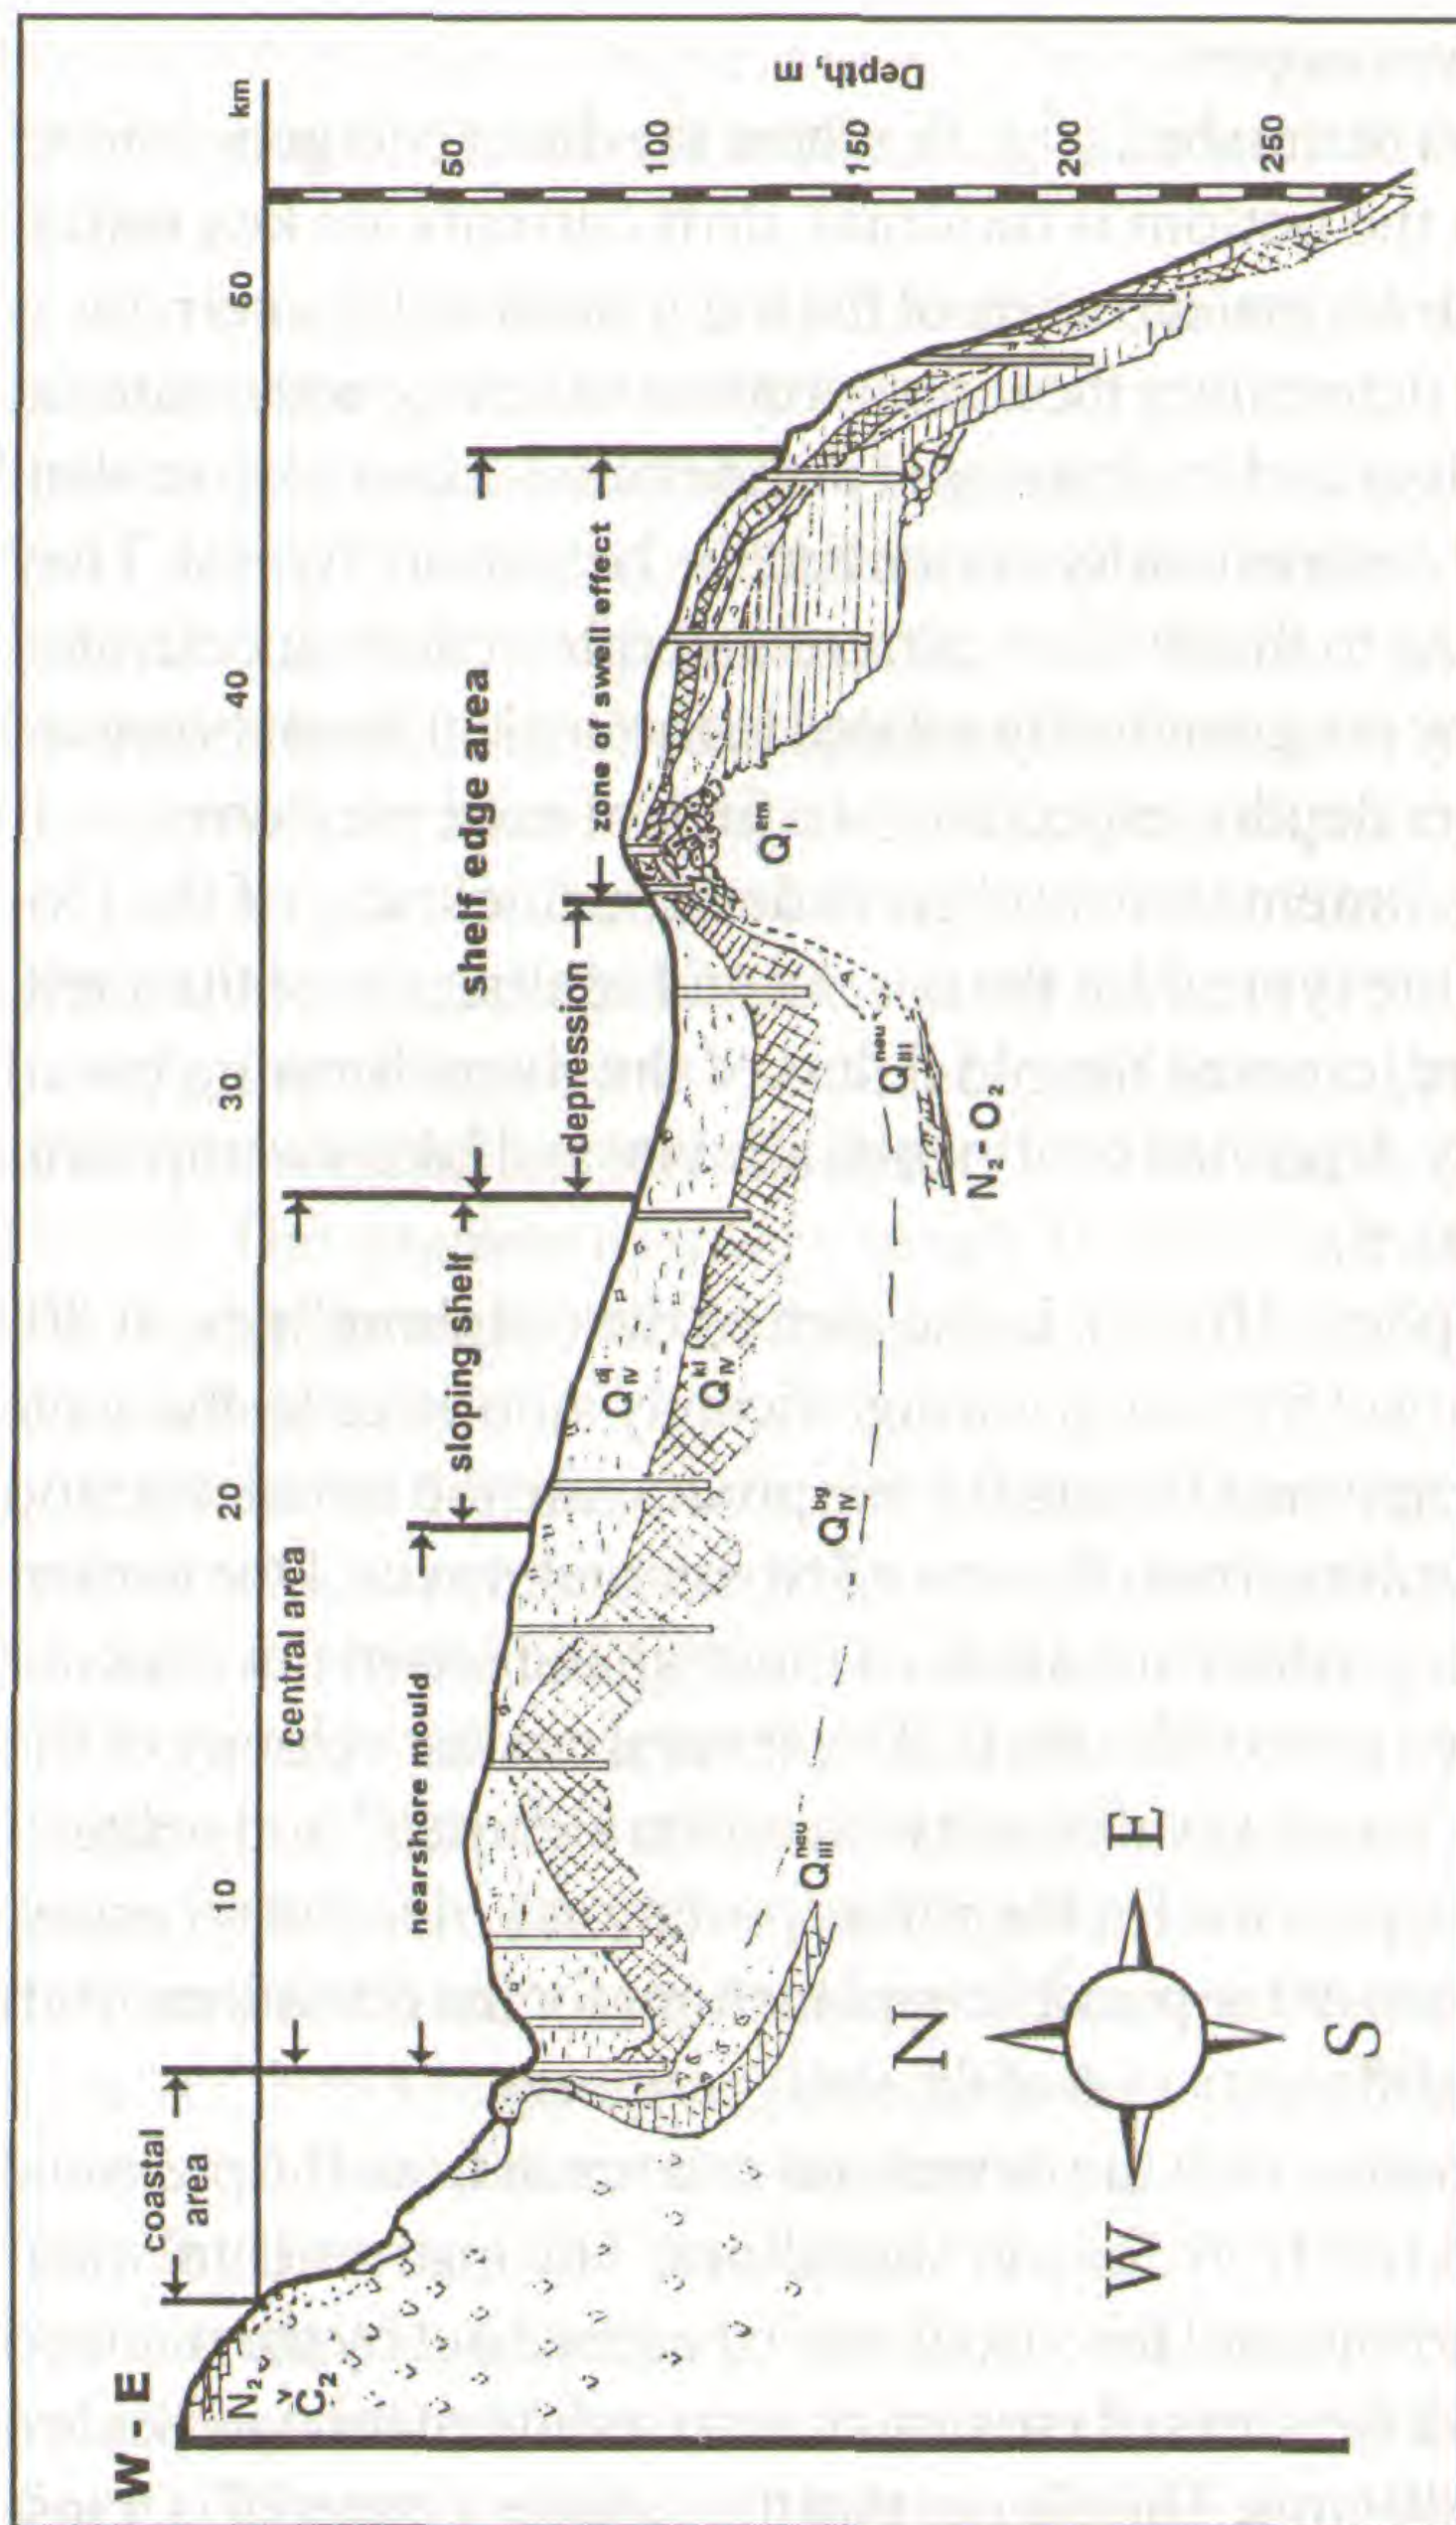 W - E
10
20
30
40
50
km
Depth, m
50
100
150
200
250
coastal
area
central area
nearshore mould
sloping shelf
shelf edge area
depression
zone of swell effect
N₂
Č₂
Q_IV^dj
Q_IV^kl
Q_IV^bg
Q_III^neu
Q_III^neu
N₂- O₂
Q_I^em
N
W
E
S